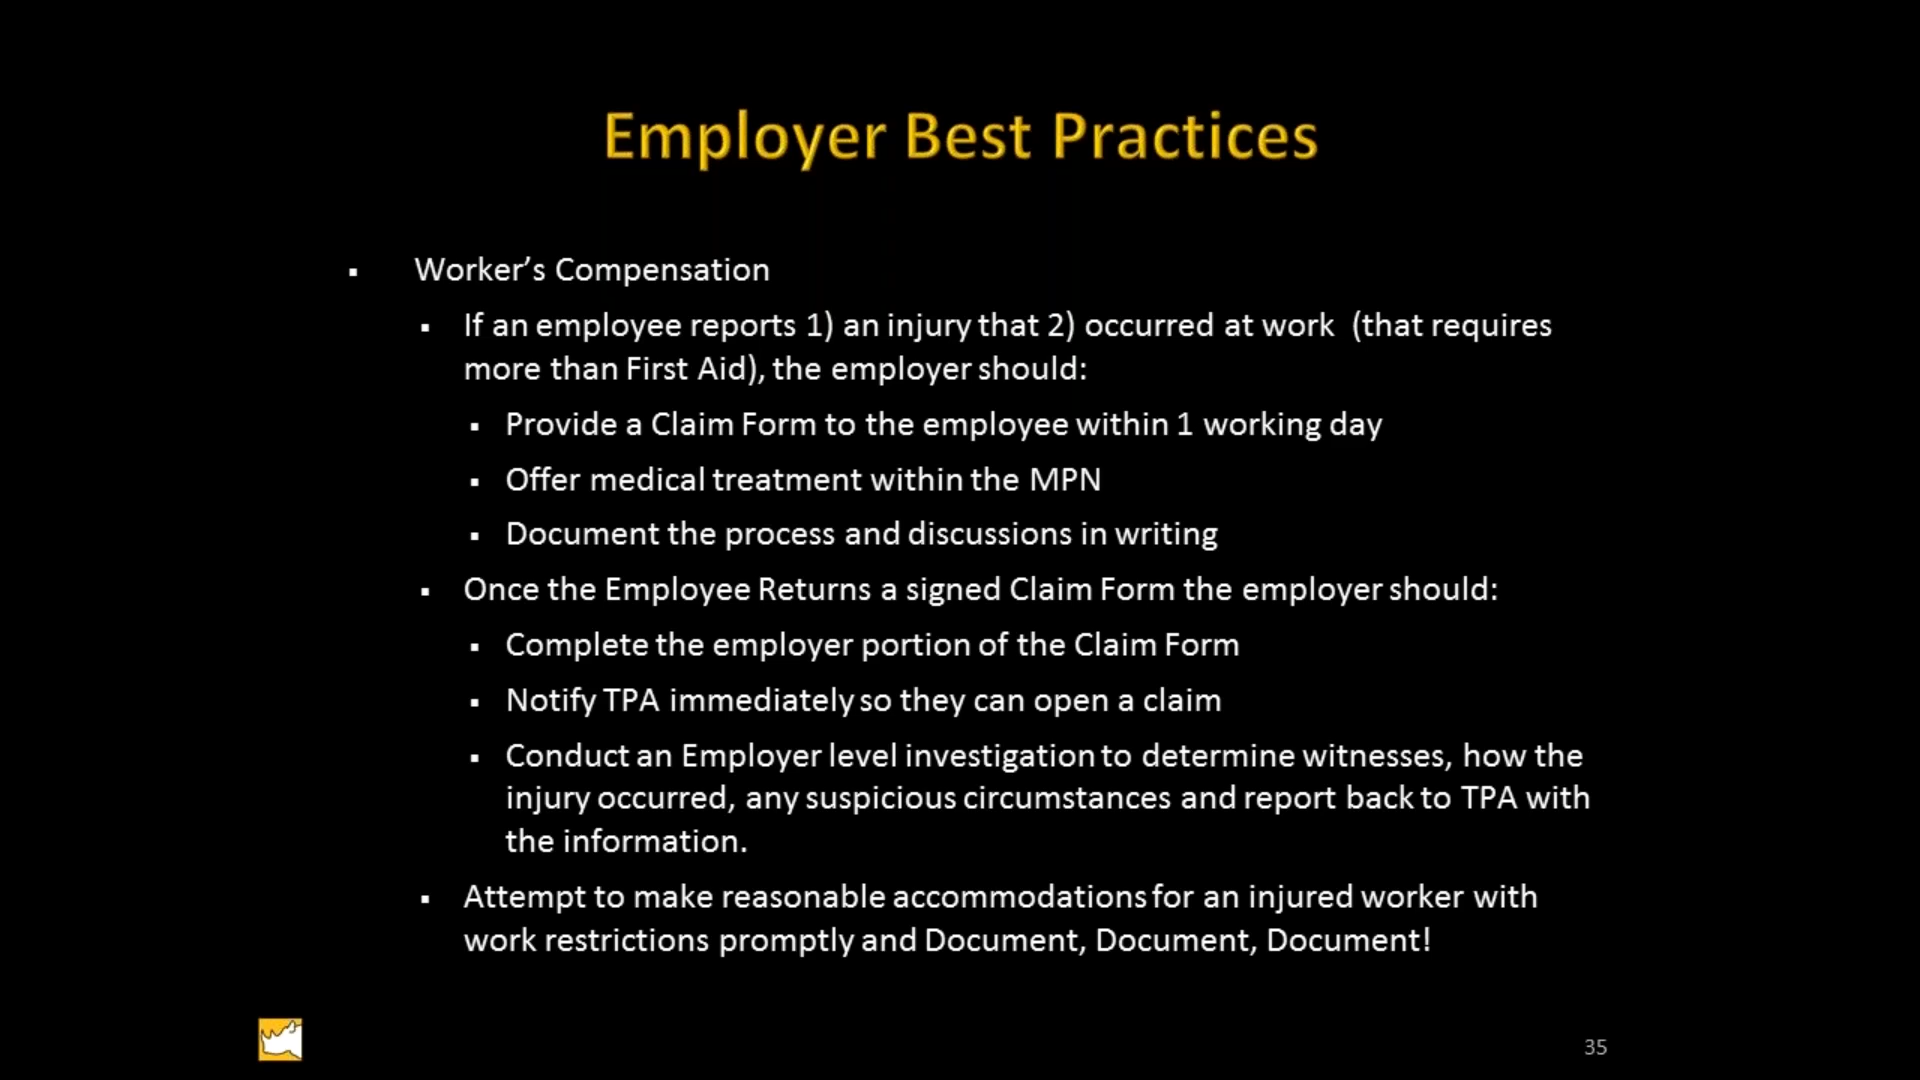 Employer Best Practices
▪ Worker’s Compensation
▪ If an employee reports 1) an injury that 2) occurred at work (that requires
more than First Aid), the employer should:
▪ Provide a Claim Form to the employee within 1 working day
▪ Offer medical treatment within the MPN
▪ Document the process and discussions in writing
▪ Once the Employee Returns a signed Claim Form the employer should:
▪ Complete the employer portion of the Claim Form
▪ Notify TPA immediately so they can open a claim
▪ Conduct an Employer level investigation to determine witnesses, how the
injury occurred, any suspicious circumstances and report back to TPA with
the information.
▪ Attempt to make reasonable accommodations for an injured worker with
work restrictions promptly and Document, Document, Document!
35